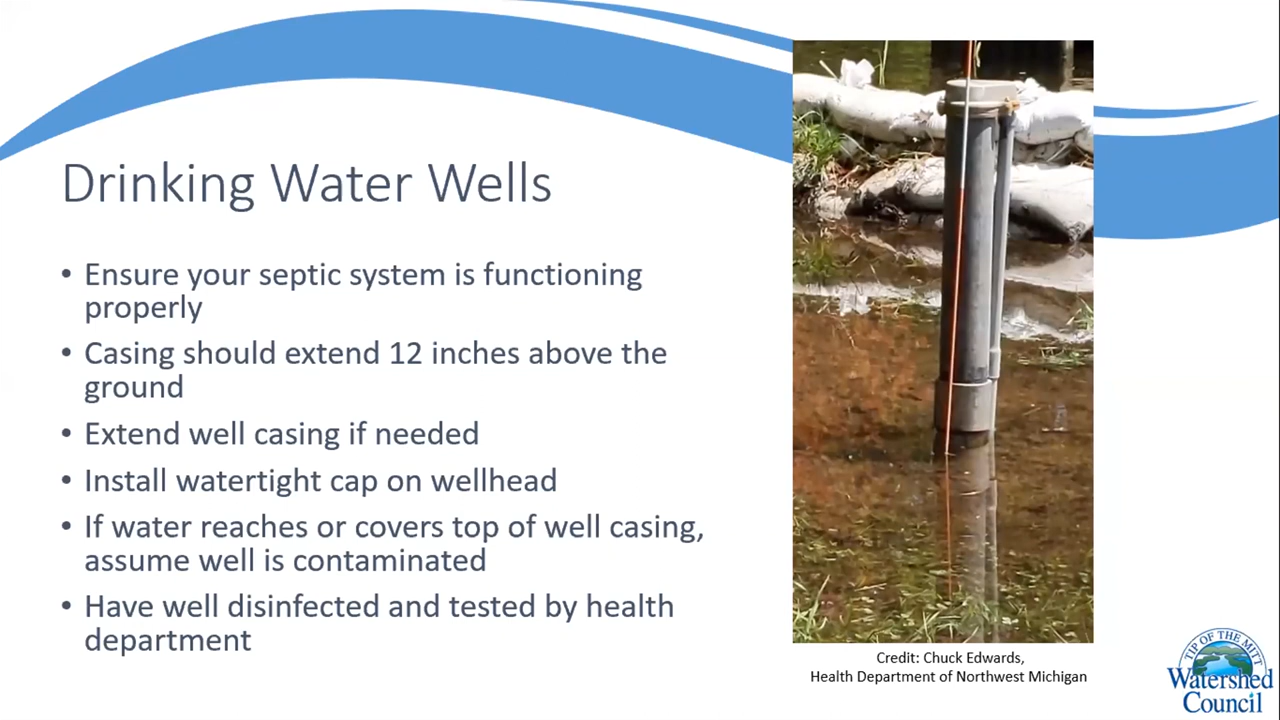 Drinking Water Wells
• Ensure your septic system is functioning
properly
• Casing should extend 12 inches above the
ground
• Extend well casing if needed
• Install watertight cap on wellhead
• If water reaches or covers top of well casing,
assume well is contaminated
• Have well disinfected and tested by health
department
Credit: Chuck Edwards,
Health Department of Northwest Michigan
TIP OF THE MITT
Watershed
Council